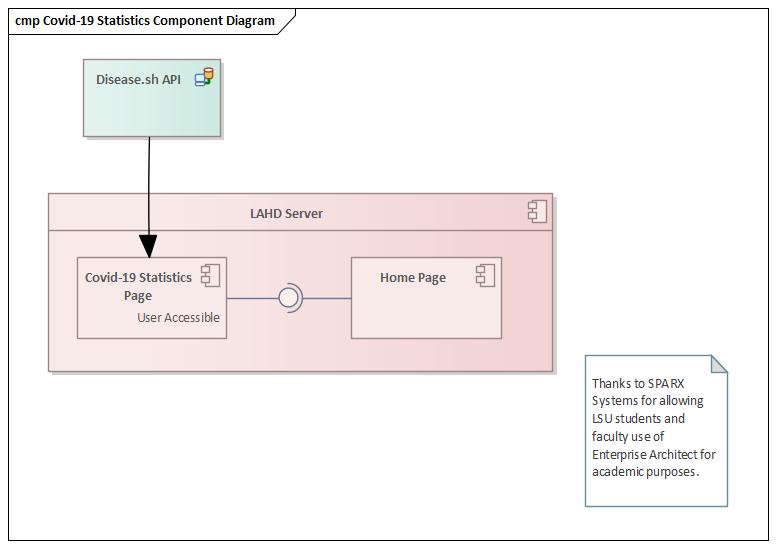 cmp Covid-19 Statistics Component Diagram
Disease.sh API
LAHD Server
Covid-19 Statistics
Page
User Accessible
Home Page
Thanks to SPARX
Systems for allowing
LSU students and
faculty use of
Enterprise Architect for
academic purposes.